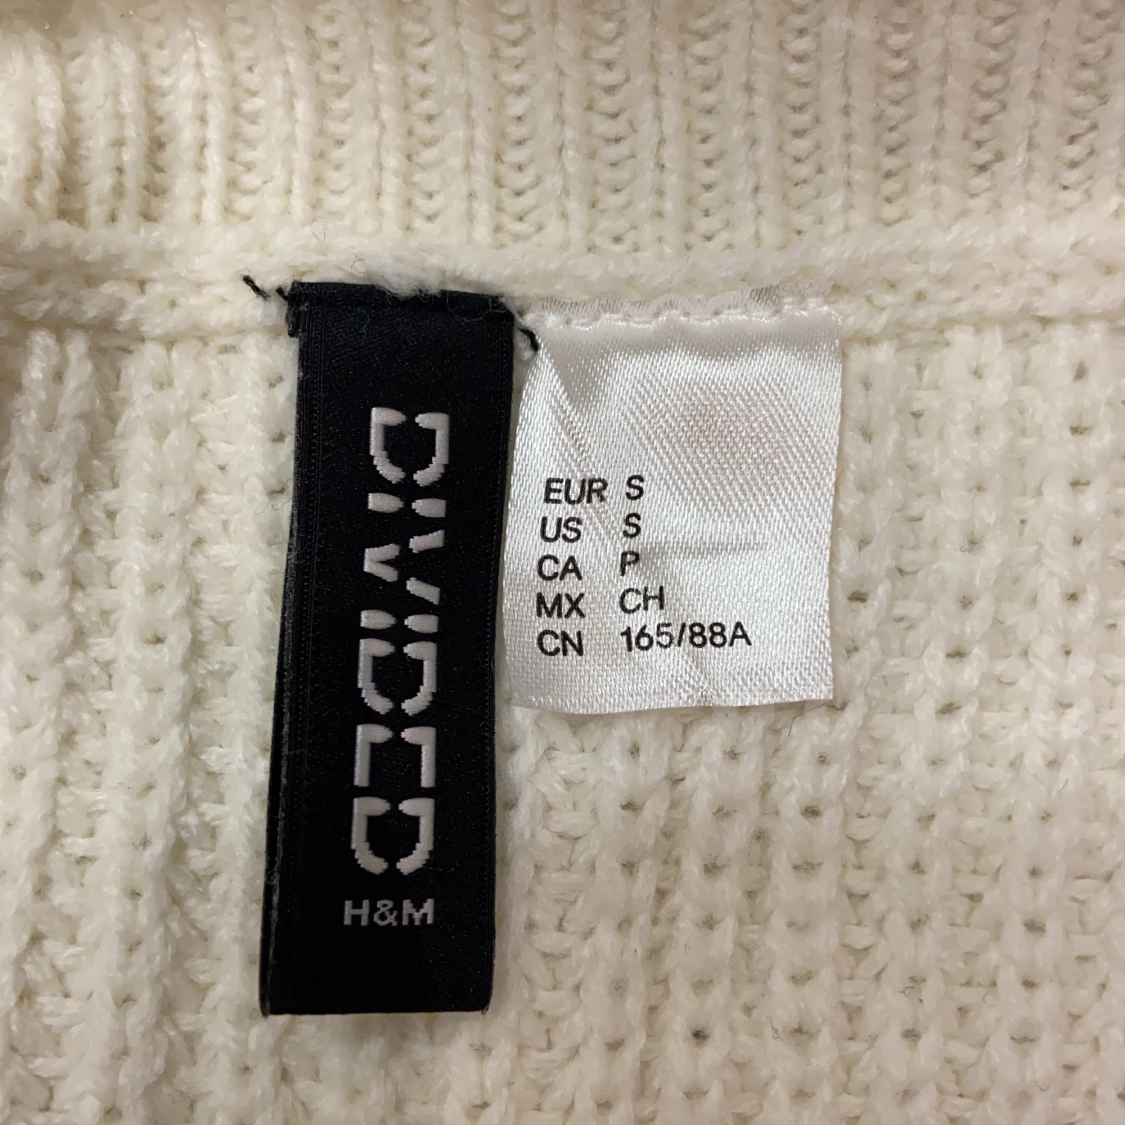 DIVIDED
H&M
EUR S
US S
CA P
MX CH
CN 165/88A